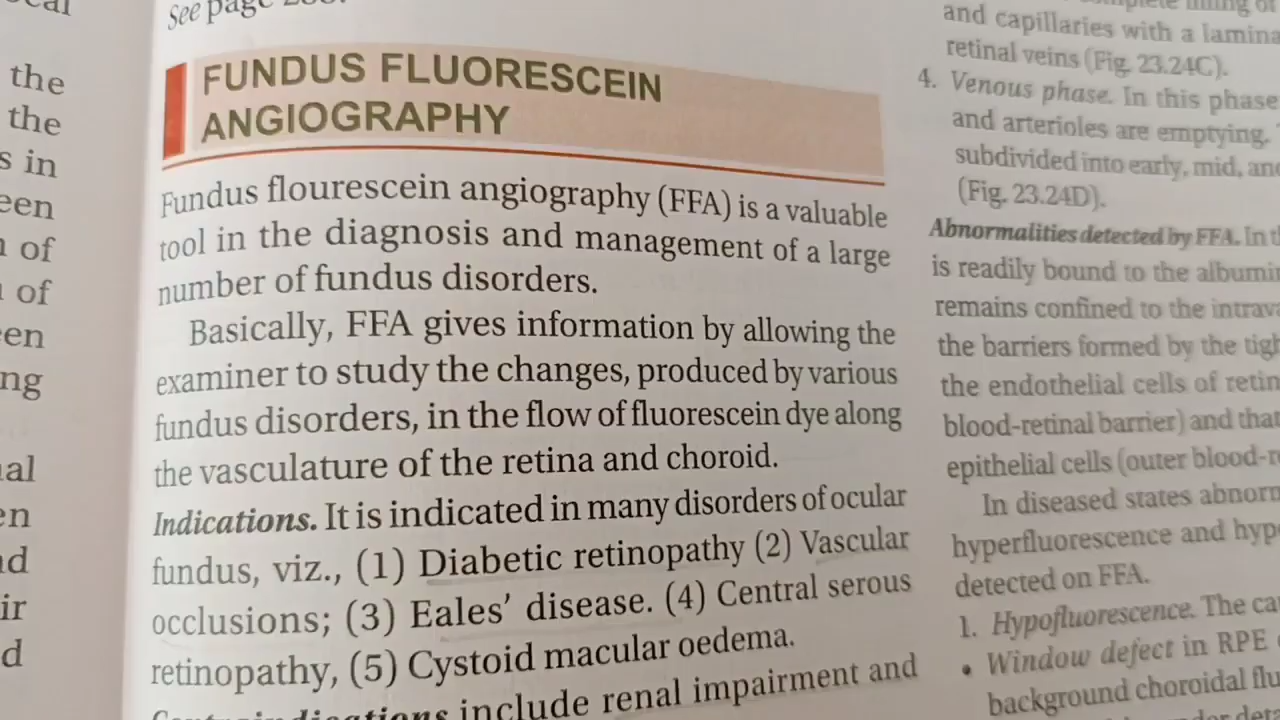 the
the
s in
een
of
of
een
ng
en
ir
d
See page
FUNDUS FLUORESCEIN
ANGIOGRAPHY
Fundus flourescein angiography (FFA) is a valuable
tool in the diagnosis and management of a large
number of fundus disorders.
Basically, FFA gives information by allowing the
examiner to study the changes, produced by various
fundus disorders, in the flow of fluorescein dye along
the vasculature of the retina and choroid.
Indications. It is indicated in many disorders of ocular
fundus, viz., (1) Diabetic retinopathy (2) Vascular
occlusions; (3) Eales' disease. (4) Central serous
retinopathy, (5) Cystoid macular oedema.
include renal impairment and
and capillaries with a lamina
retinal veins (Fig. 23.24C).
4. Venous phase. In this phase
and arterioles are emptying.
subdivided into early, mid, and
(Fig. 23.24D).
Abnormalities detected by FFA. In
is readily bound to the albumi
remains confined to the intrava
the barriers formed by the tigh
the endothelial cells of retin
blood-retinal barrier) and that
epithelial cells (outer blood-r
In diseased states abnorm
hyperfluorescence and hyp
detected on FFA.
1. Hypofluorescence. The ca
• Window defect in RPE
background choroidal flu